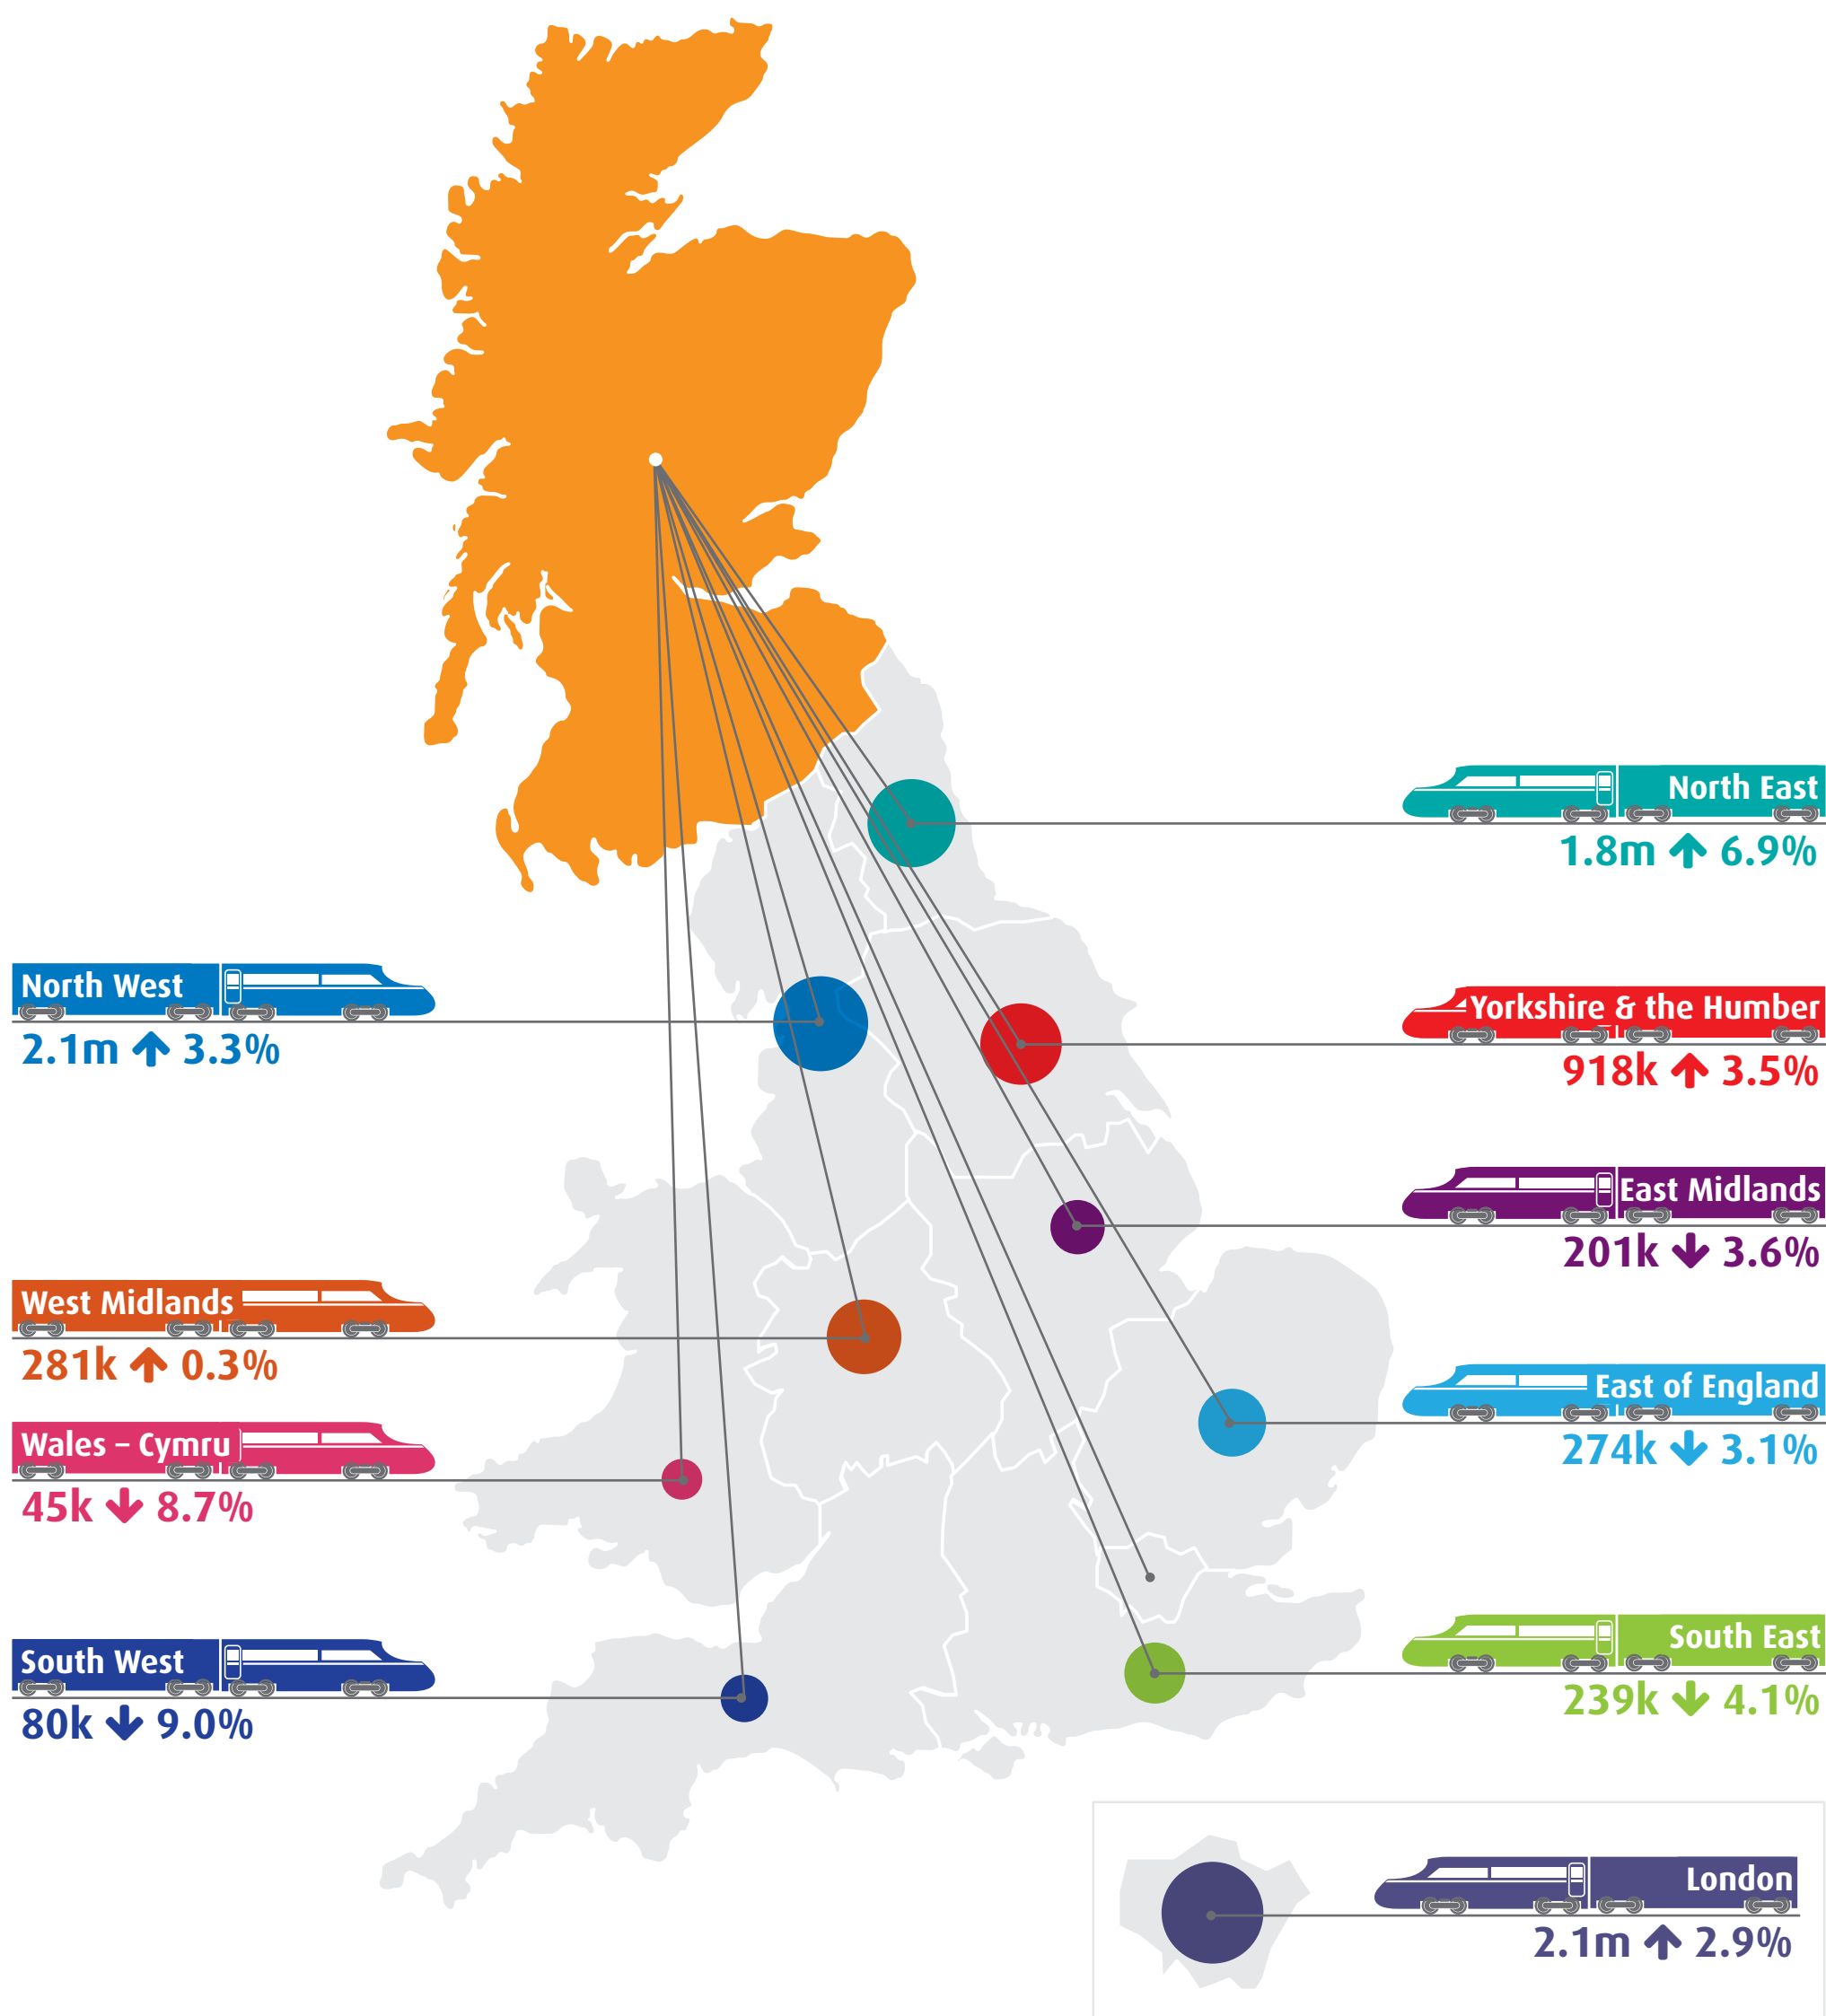 North East
1.8m ↑ 6.9%
North West
2.1m ↑ 3.3%
Yorkshire & the Humber
918k ↑ 3.5%
East Midlands
201k ↓ 3.6%
West Midlands
281k ↑ 0.3%
East of England
274k ↓ 3.1%
Wales – Cymru
45k ↓ 8.7%
South East
239k ↓ 4.1%
South West
80k ↓ 9.0%
London
2.1m ↑ 2.9%